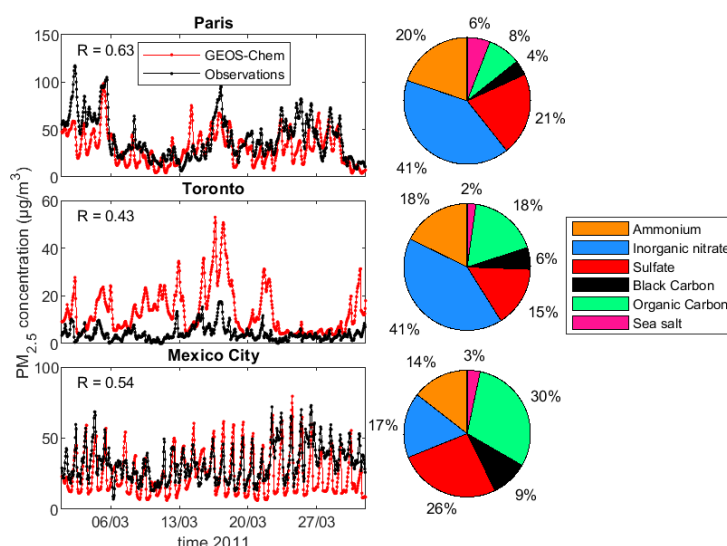 Paris
R = 0.63
GEOS-Chem
Observations
150
100
50
0
6%
8%
4%
21%
41%
20%
Toronto
R = 0.43
60
40
20
0
2%
18%
6%
15%
41%
18%
Ammonium
Inorganic nitrate
Sulfate
Black Carbon
Organic Carbon
Sea salt
Mexico City
R = 0.54
100
50
0
3%
30%
9%
26%
17%
14%
PM2.5 concentration (μg/m3)
06/03 13/03 20/03 27/03
time 2011